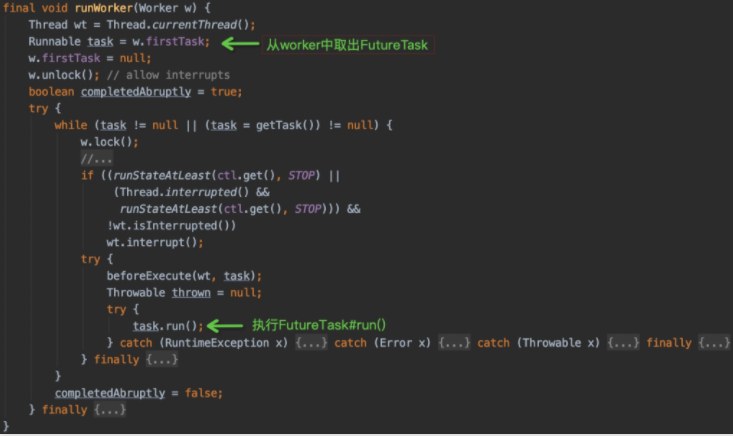 final void runWorker(Worker w) {
    Thread wt = Thread.currentThread();
    Runnable task = w.firstTask; 从worker中取出FutureTask
    w.firstTask = null;
    w.unlock(); // allow interrupts
    boolean completedAbruptly = true;
    try {
        while (task != null || (task = getTask()) != null) {
            w.lock();
            //...
            if ((runStateAtLeast(ctl.get(), STOP) ||
                 (Thread.interrupted() &&
                  runStateAtLeast(ctl.get(), STOP))) &&
                !wt.isInterrupted())
                wt.interrupt();
            try {
                beforeExecute(wt, task);
                Throwable thrown = null;
                try {
                    task.run(); 执行FutureTask#run()
                } catch (RuntimeException x) {...} catch (Error x) {...} catch (Throwable x) {...} finally {...}
            } finally {...}
        }
        completedAbruptly = false;
    } finally {...}
}